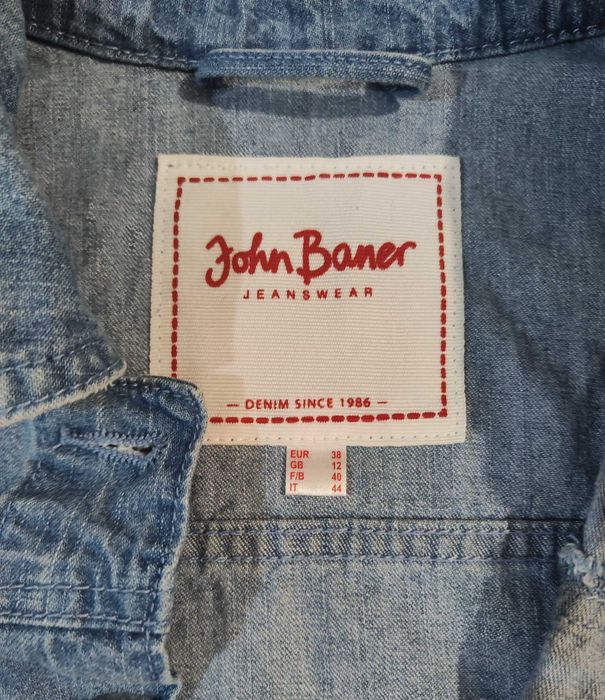 John Baner
JEANSWEAR
— DENIM SINCE 1986 —
EUR 38
GB 12
F/B 40
IT 44